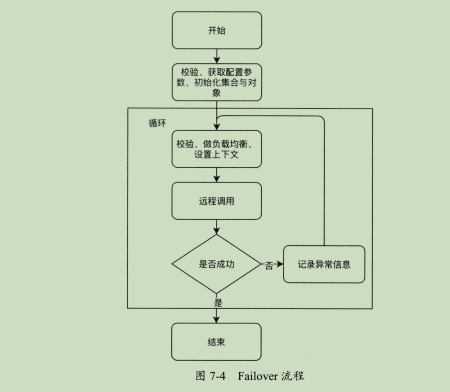 开始
校验、获取配置参
数、初始化集合与对
象
循环
校验、做负载均衡、
设置上下文
远程调用
是否成功
否
记录异常信息
是
结束
图 7-4 Failover 流程